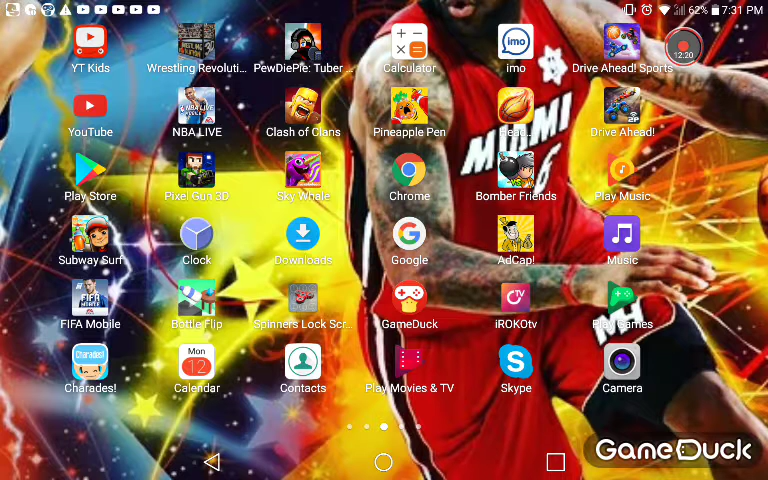 62% 7:31 PM
YT Kids
Wrestling Revoluti...
PewDiePie: Tuber ...
Calculator
imo
Drive Ahead! Sports
12:20
YouTube
NBA LIVE
Clash of Clans
Pineapple Pen
Head..
Drive Ahead!
2P
MIAMI
6
Play Store
Pixel Gun 3D
Sky Whale
Chrome
Bomber Friends
Play Music
Subway Surf
Clock
Downloads
Google
AdCap!
Music
FIFA Mobile
Bottle Flip
Spinners Lock Scr...
GameDuck
iROKOtv
Play Games
Charades!
Mon
12
Calendar
Contacts
Play Movies & TV
Skype
Camera
GameDuck